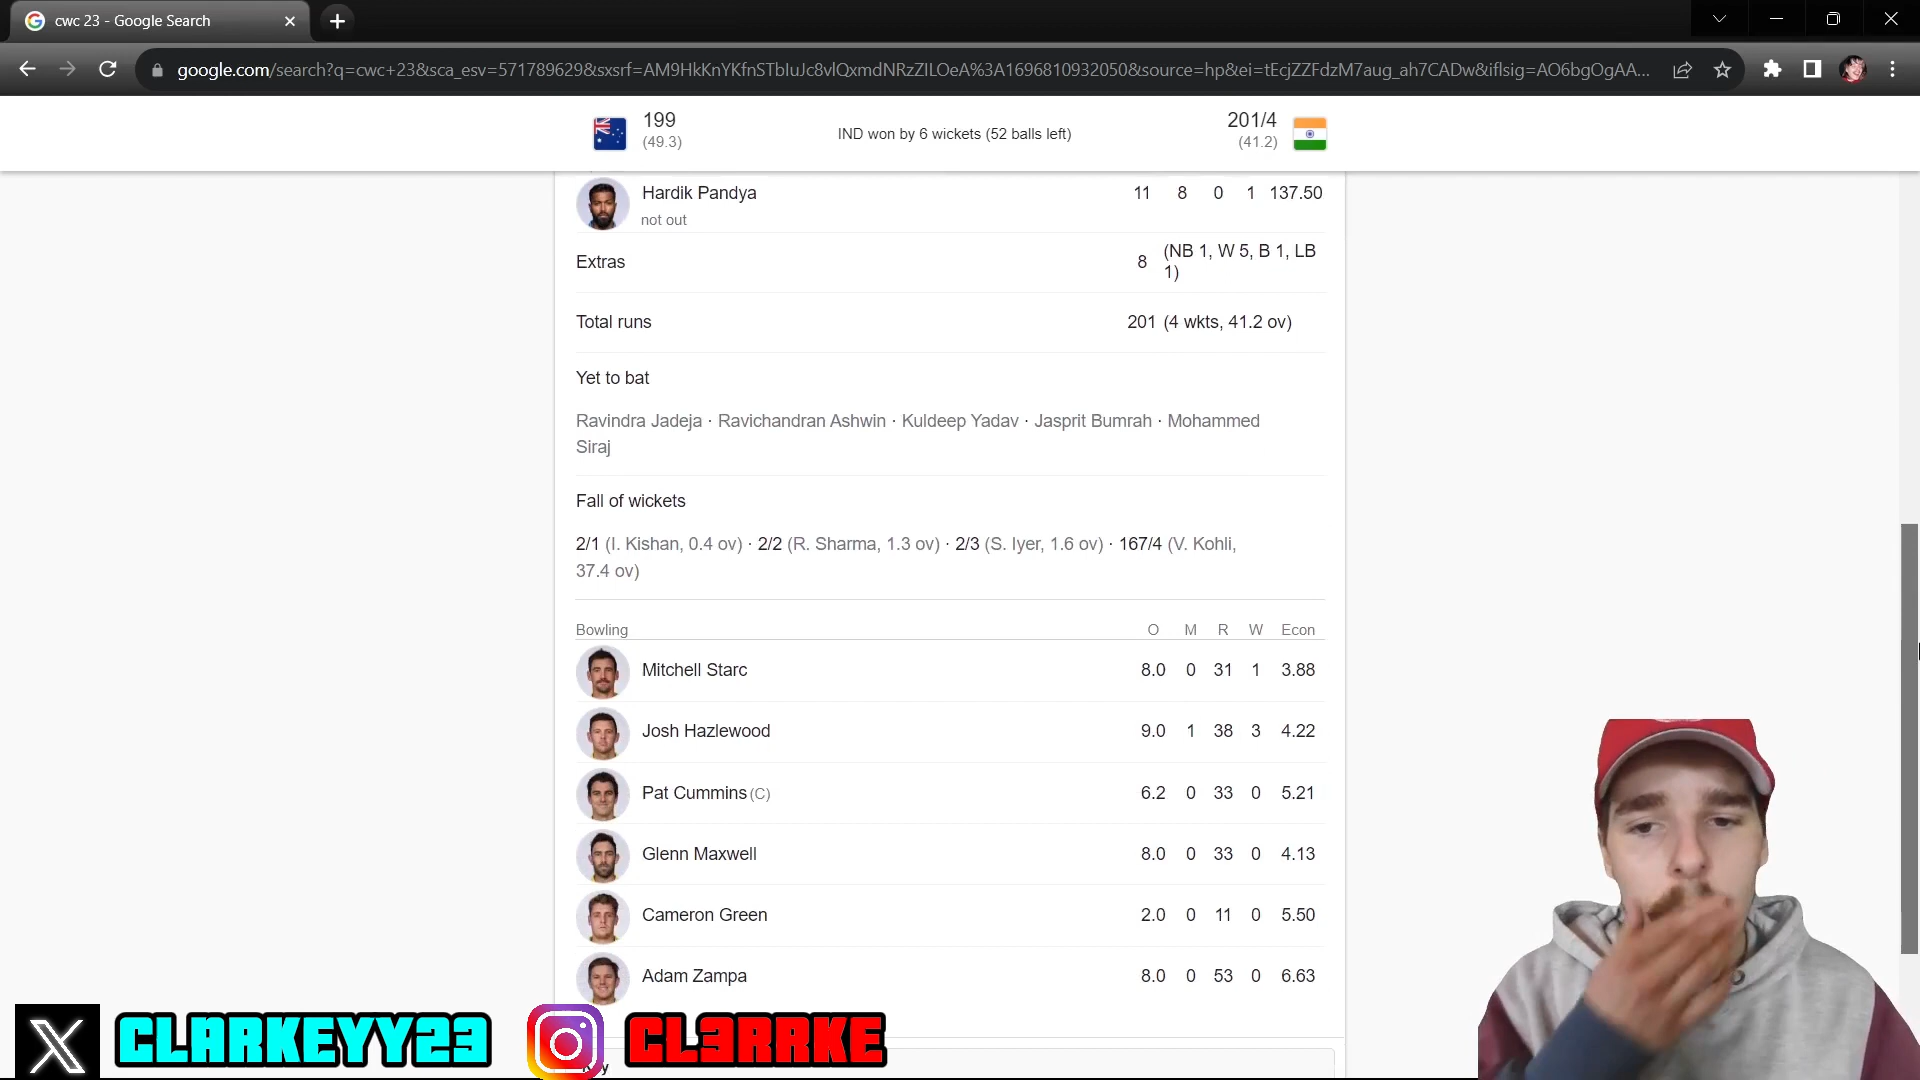 cwc 23 - Google Search
google.com/search?q=cwc+23&sca_esv=571789629&sxsrf=AM9HkKnYKfnSTbIuJc8vlQxmdNRzZILOeA%3A1696810932050&source=hp&ei=tEcjZZFdzM7aug_ah7CADw&iflsig=AO6bgOgAA...
199
(49.3)
IND won by 6 wickets (52 balls left)
201/4
(41.2)
Hardik Pandya 11 8 0 1 137.50
not out
Extras 8 (NB 1, W 5, B 1, LB
1)
Total runs 201 (4 wkts, 41.2 ov)
Yet to bat
Ravindra Jadeja · Ravichandran Ashwin · Kuldeep Yadav · Jasprit Bumrah · Mohammed
Siraj
Fall of wickets
2/1 (I. Kishan, 0.4 ov) · 2/2 (R. Sharma, 1.3 ov) · 2/3 (S. Iyer, 1.6 ov) · 167/4 (V. Kohli,
37.4 ov)
Bowling O M R W Econ
Mitchell Starc 8.0 0 31 1 3.88
Josh Hazlewood 9.0 1 38 3 4.22
Pat Cummins (C) 6.2 0 33 0 5.21
Glenn Maxwell 8.0 0 33 0 4.13
Cameron Green 2.0 0 11 0 5.50
Adam Zampa 8.0 0 53 0 6.63
X CLARKEYY23 CL3RRKE